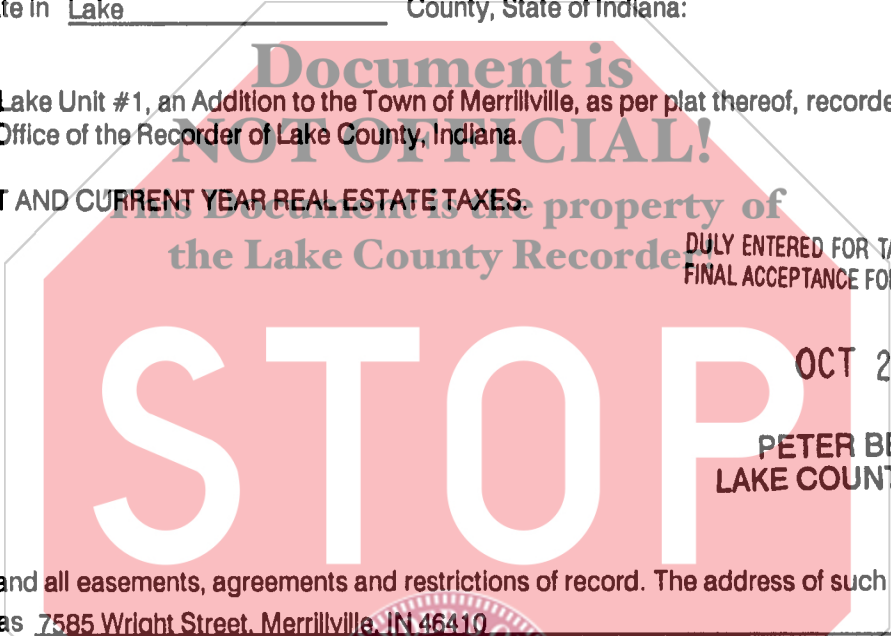 te in Lake County, State of Indiana:
Document is
Lake Unit #1, an Addition to the Town of Merrillville, as per plat thereof, recorde
Office of the Recorder of Lake County, Indiana.
NOT OFFICIAL!
T AND CURRENT YEAR REAL ESTATE TAXES.
This Document is the property of
the Lake County Recorder!
DULY ENTERED FOR TA
FINAL ACCEPTANCE FOR
STOP
OCT 2
PETER BE
LAKE COUNT
and all easements, agreements and restrictions of record. The address of such
as 7585 Wright Street, Merrillville, IN 46410